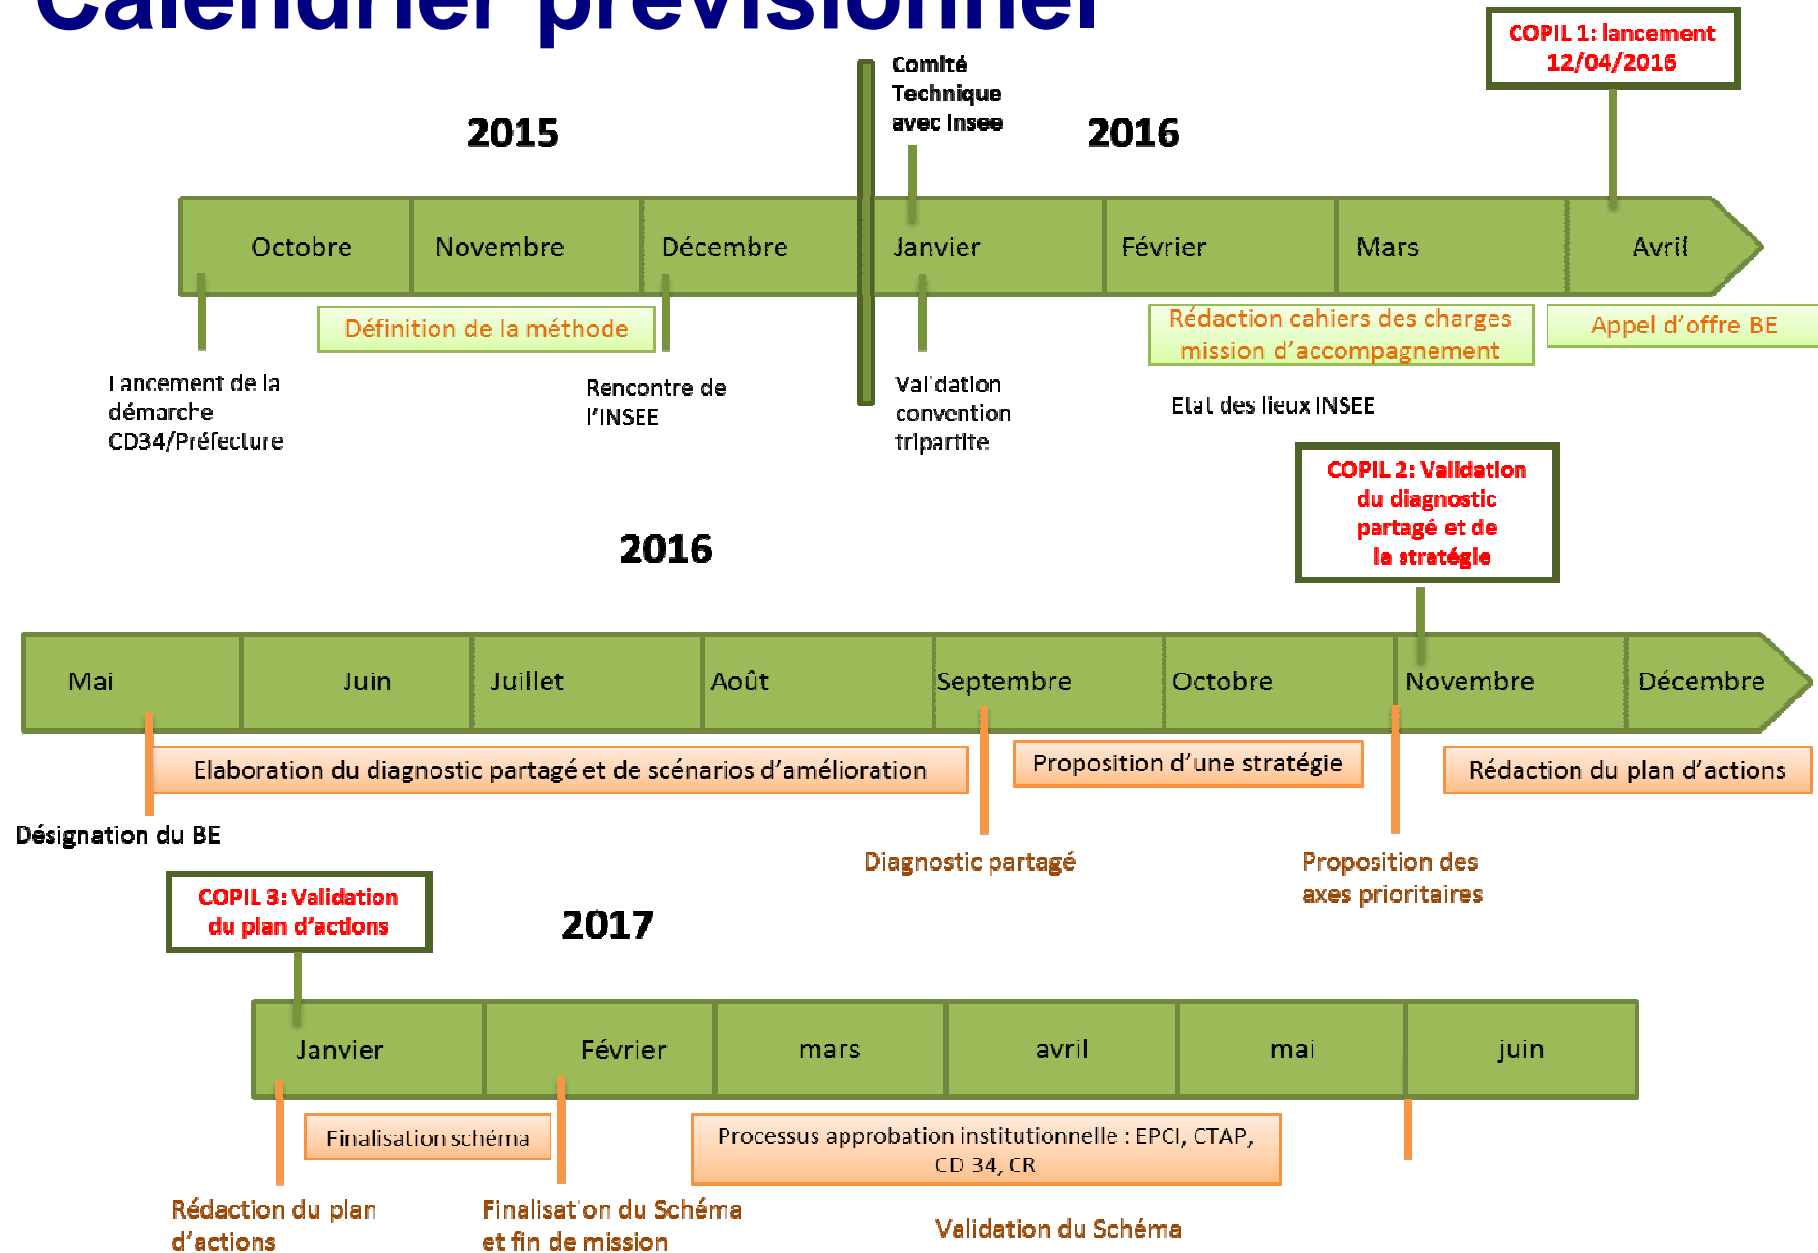 Calendrier prévisionnel
COPIL 1: lancement
12/04/2016
Comité
Technique
avec Insee
2015
2016
Octobre
Novembre
Décembre
Janvier
Février
Mars
Avril
Définition de la méthode
Rédaction cahiers des charges
mission d’accompagnement
Appel d’offre BE
Lancement de la
démarche
CD34/Préfecture
Rencontre de
l’INSEE
Validation
convention
tripartite
Etat des lieux INSEE
COPIL 2: Validation
du diagnostic
partagé et de
la stratégie
2016
Mai
Juin
Juillet
Août
Septembre
Octobre
Novembre
Décembre
Elaboration du diagnostic partagé et de scénarios d’amélioration
Proposition d’une stratégie
Rédaction du plan d’actions
Désignation du BE
Diagnostic partagé
Proposition des
axes prioritaires
COPIL 3: Validation
du plan d’actions
2017
Janvier
Février
mars
avril
mai
juin
Finalisation schéma
Processus approbation institutionnelle : EPCI, CTAP,
CD 34, CR
Rédaction du plan
d’actions
Finalisation du Schéma
et fin de mission
Validation du Schéma